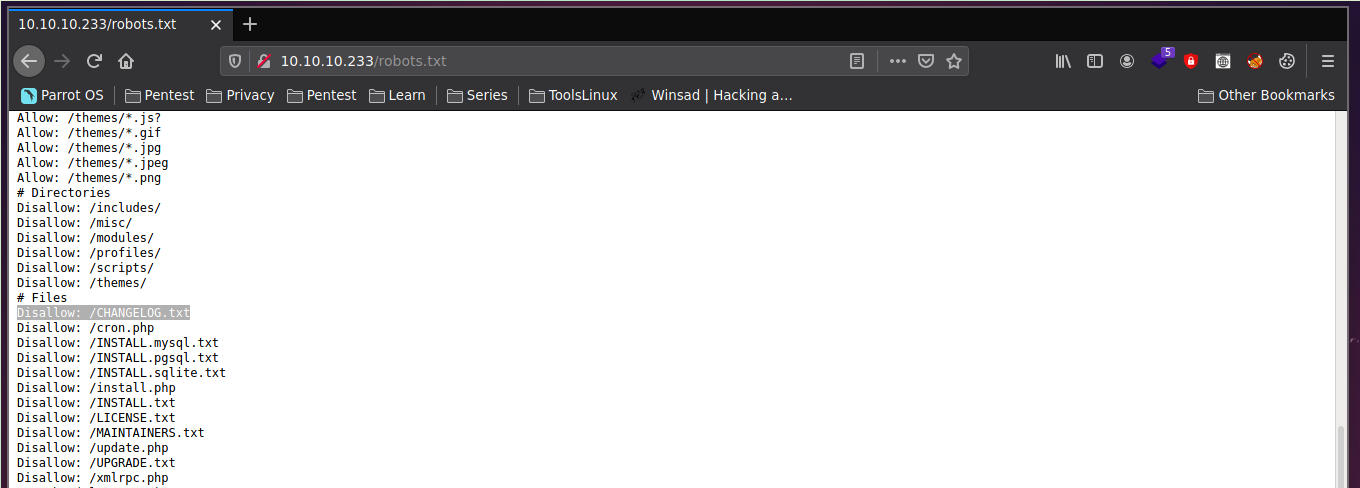 10.10.10.233/robots.txt
10.10.10.233/robots.txt
5
Parrot OS Pentest Privacy Pentest Learn Series ToolsLinux Winsad | Hacking a... Other Bookmarks
Allow: /themes/*.js?
Allow: /themes/*.gif
Allow: /themes/*.jpg
Allow: /themes/*.jpeg
Allow: /themes/*.png
# Directories
Disallow: /includes/
Disallow: /misc/
Disallow: /modules/
Disallow: /profiles/
Disallow: /scripts/
Disallow: /themes/
# Files
Disallow: /CHANGELOG.txt
Disallow: /cron.php
Disallow: /INSTALL.mysql.txt
Disallow: /INSTALL.pgsql.txt
Disallow: /INSTALL.sqlite.txt
Disallow: /install.php
Disallow: /INSTALL.txt
Disallow: /LICENSE.txt
Disallow: /MAINTAINERS.txt
Disallow: /update.php
Disallow: /UPGRADE.txt
Disallow: /xmlrpc.php